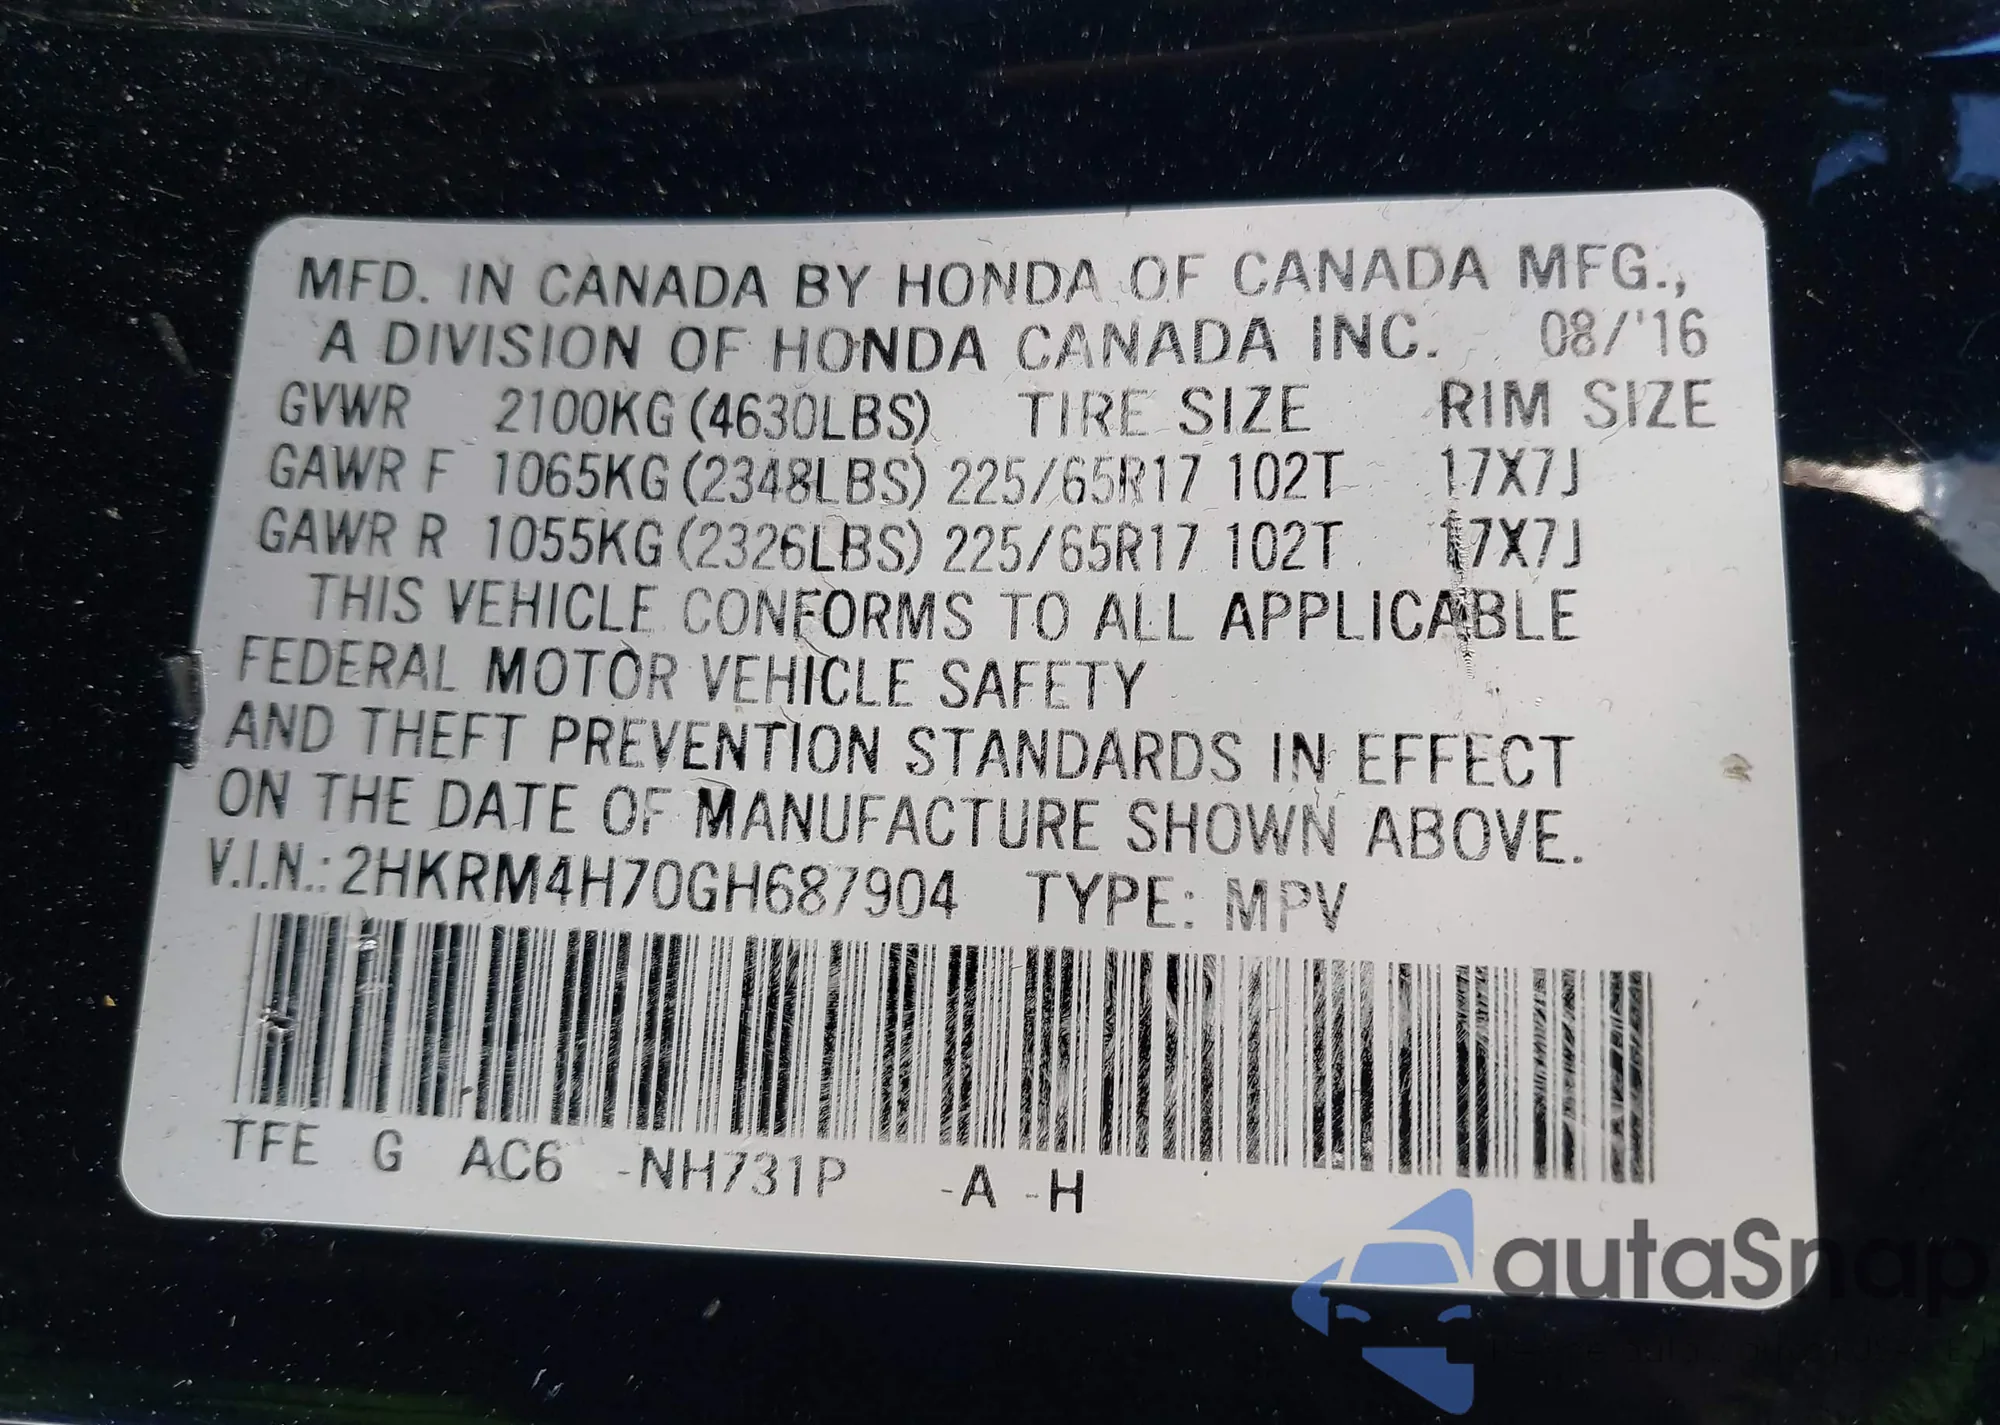 MFD. IN CANADA BY HONDA OF CANADA MFG.,
A DIVISION OF HONDA CANADA INC. 08/'16
GVWR 2100KG (4630LBS) TIRE SIZE RIM SIZE
GAWR F 1065KG (2348LBS) 225/65R17 102T 17X7J
GAWR R 1055KG (2326LBS) 225/65R17 102T 17X7J
THIS VEHICLE CONFORMS TO ALL APPLICABLE
FEDERAL MOTOR VEHICLE SAFETY
AND THEFT PREVENTION STANDARDS IN EFFECT
ON THE DATE OF MANUFACTURE SHOWN ABOVE.
V.I.N.: 2HKRM4H70GH687904 TYPE: MPV
TFE G AC6 -NH731P -A -H
autaSnap